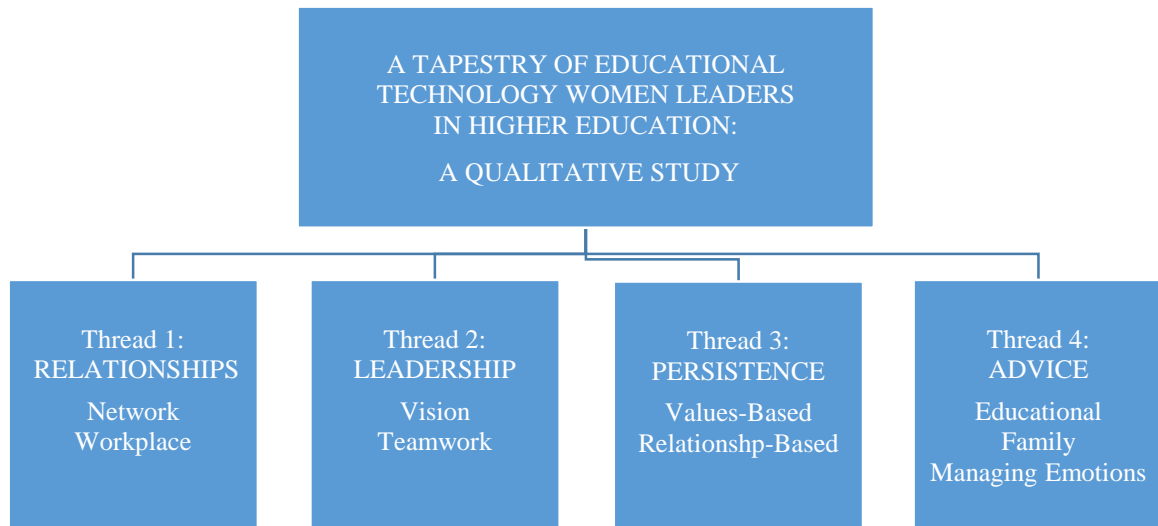 A TAPESTRY OF EDUCATIONAL
TECHNOLOGY WOMEN LEADERS
IN HIGHER EDUCATION:
A QUALITATIVE STUDY
Thread 1:
RELATIONSHIPS
Network
Workplace
Thread 2:
LEADERSHIP
Vision
Teamwork
Thread 3:
PERSISTENCE
Values-Based
Relationshp-Based
Thread 4:
ADVICE
Educational
Family
Managing Emotions